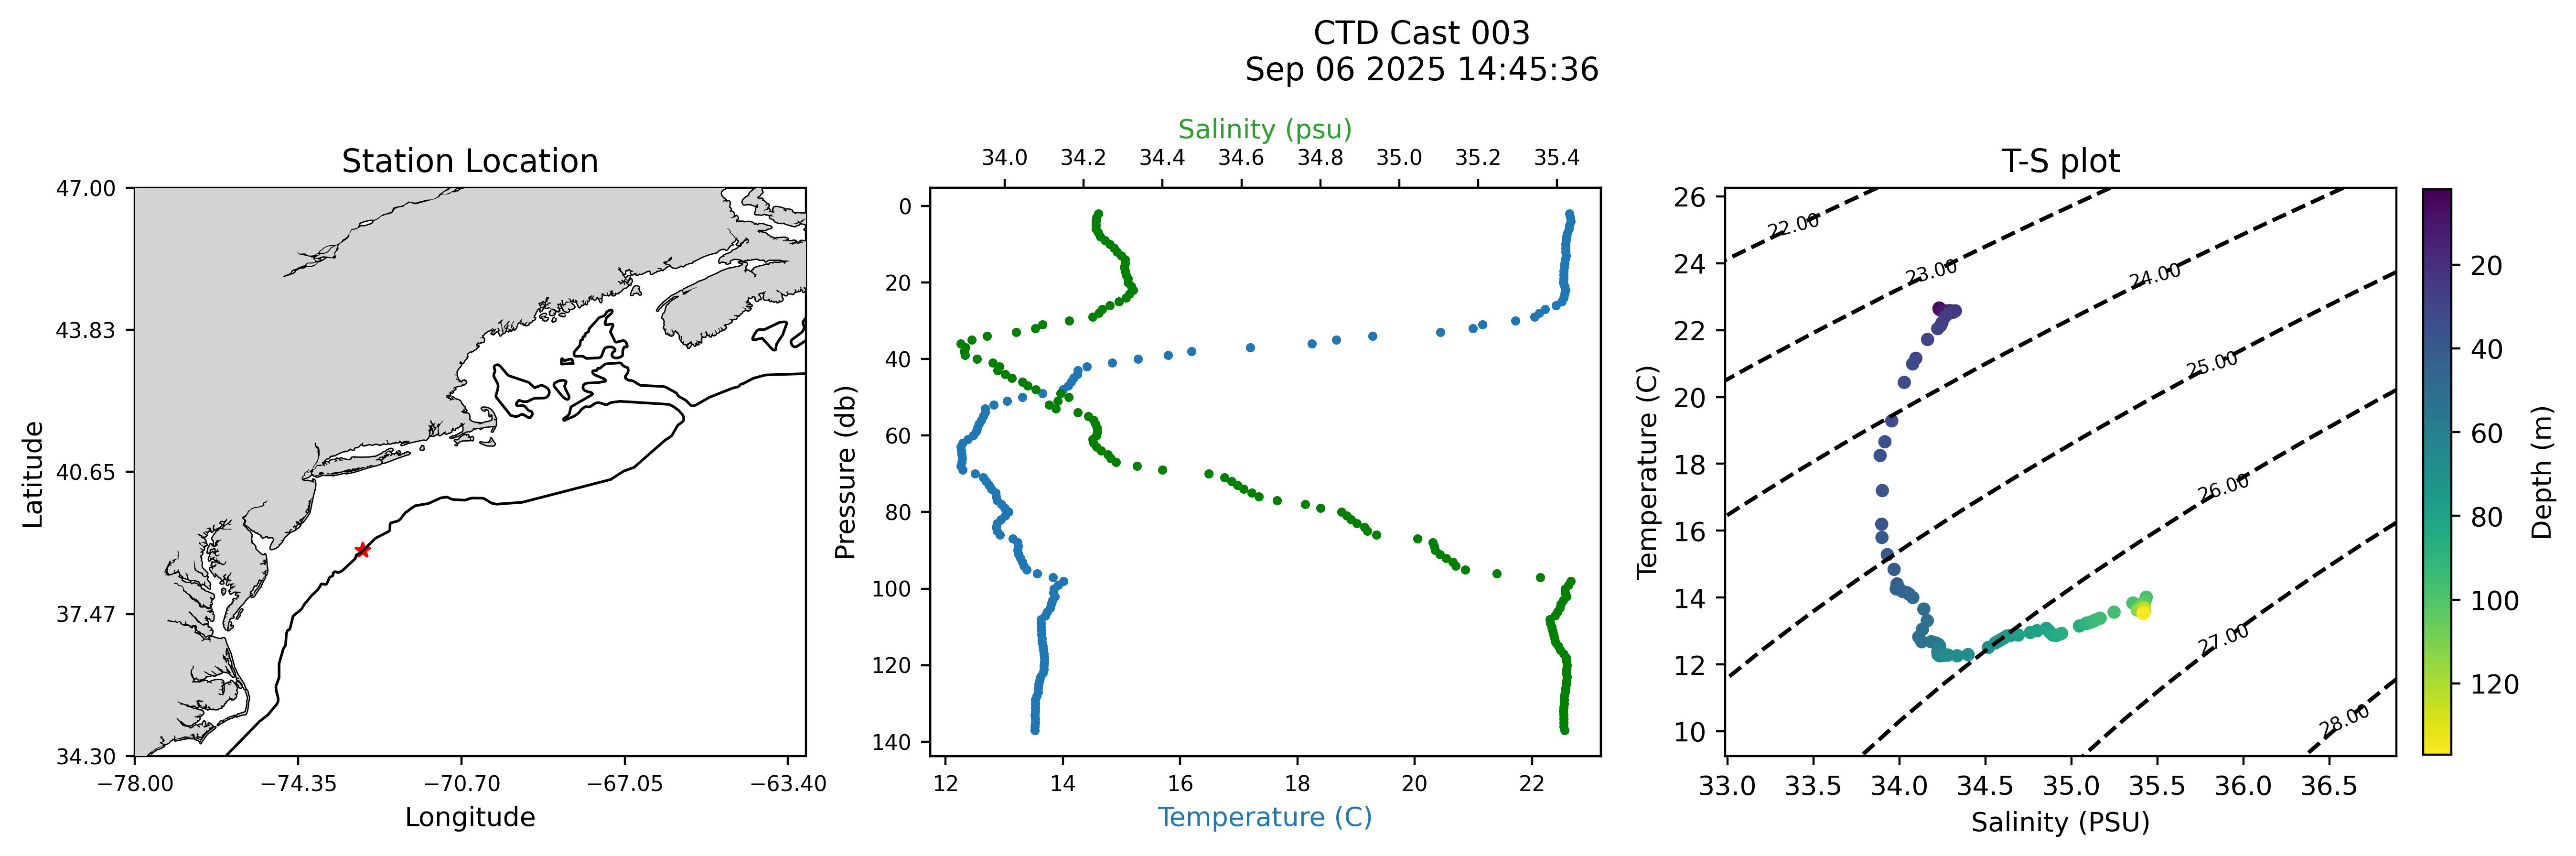 CTD Cast 003
Sep 06 2025 14:45:36
Station Location
47.00
43.83
40.65
37.47
34.30
−78.00 −74.35 −70.70 −67.05 −63.40
Latitude
Longitude
Salinity (psu)
34.0 34.2 34.4 34.6 34.8 35.0 35.2 35.4
0
20
40
60
80
100
120
140
12 14 16 18 20 22
Pressure (db)
Temperature (C)
T-S plot
26
24
22
20
18
16
14
12
10
33.0 33.5 34.0 34.5 35.0 35.5 36.0 36.5
Temperature (C)
Salinity (PSU)
22.00
23.00
24.00
25.00
26.00
27.00
28.00
20
40
60
80
100
120
Depth (m)